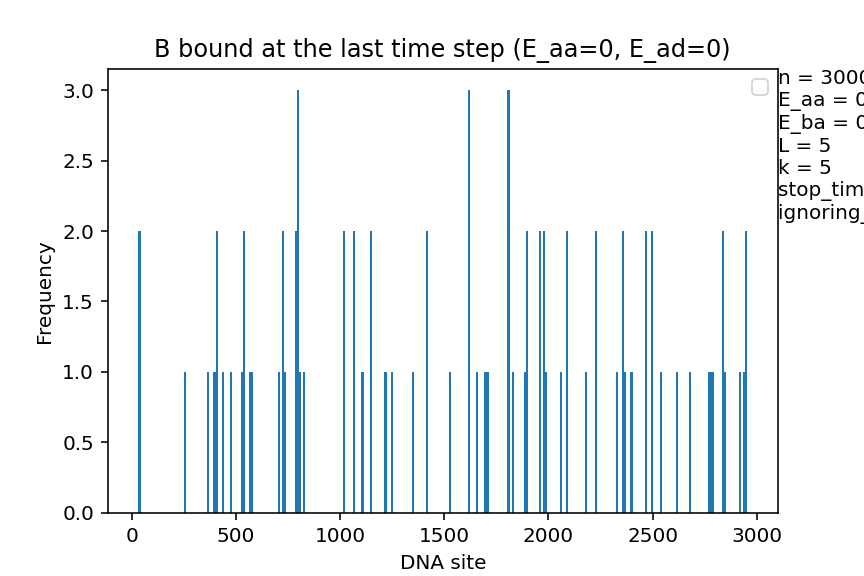 B bound at the last time step (E_aa=0, E_ad=0)
n = 3000
E_aa = 0
E_ba = 0
L = 5
k = 5
stop_tim
ignoring_
3.0
2.5
2.0
1.5
1.0
0.5
0.0
Frequency
0 500 1000 1500 2000 2500 3000
DNA site